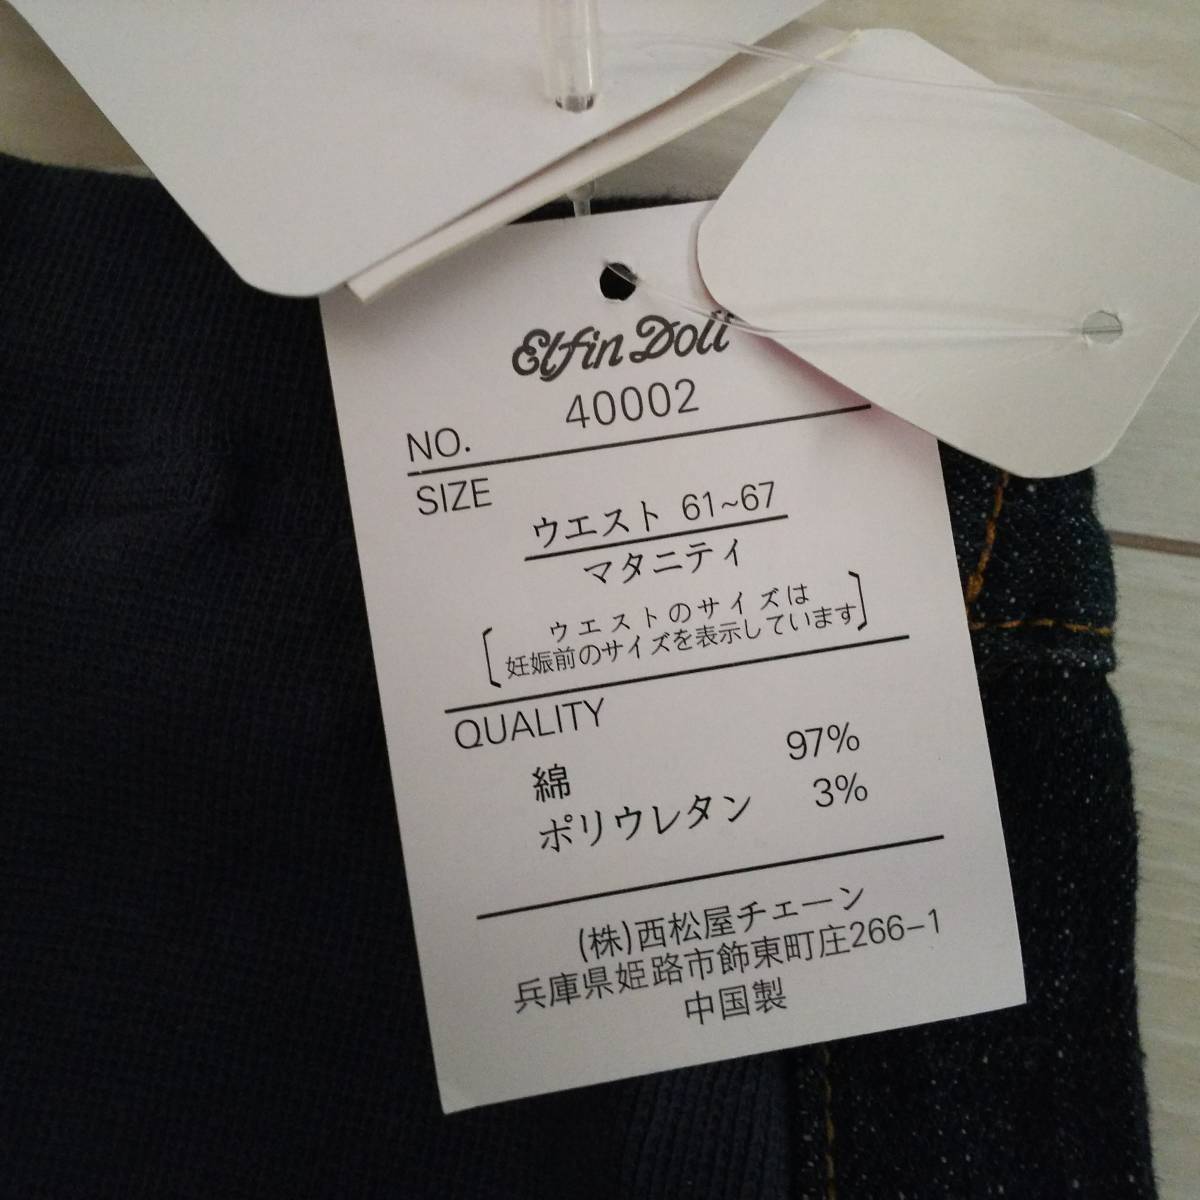 Elfin Doll
NO. 40002
SIZE
ウエスト 61~67
マタニティ
ウエストのサイズは
妊娠前のサイズを表示しています
QUALITY
綿 97%
ポリウレタン 3%
(株)西松屋チェーン
兵庫県姫路市飾東町庄266-1
中国製